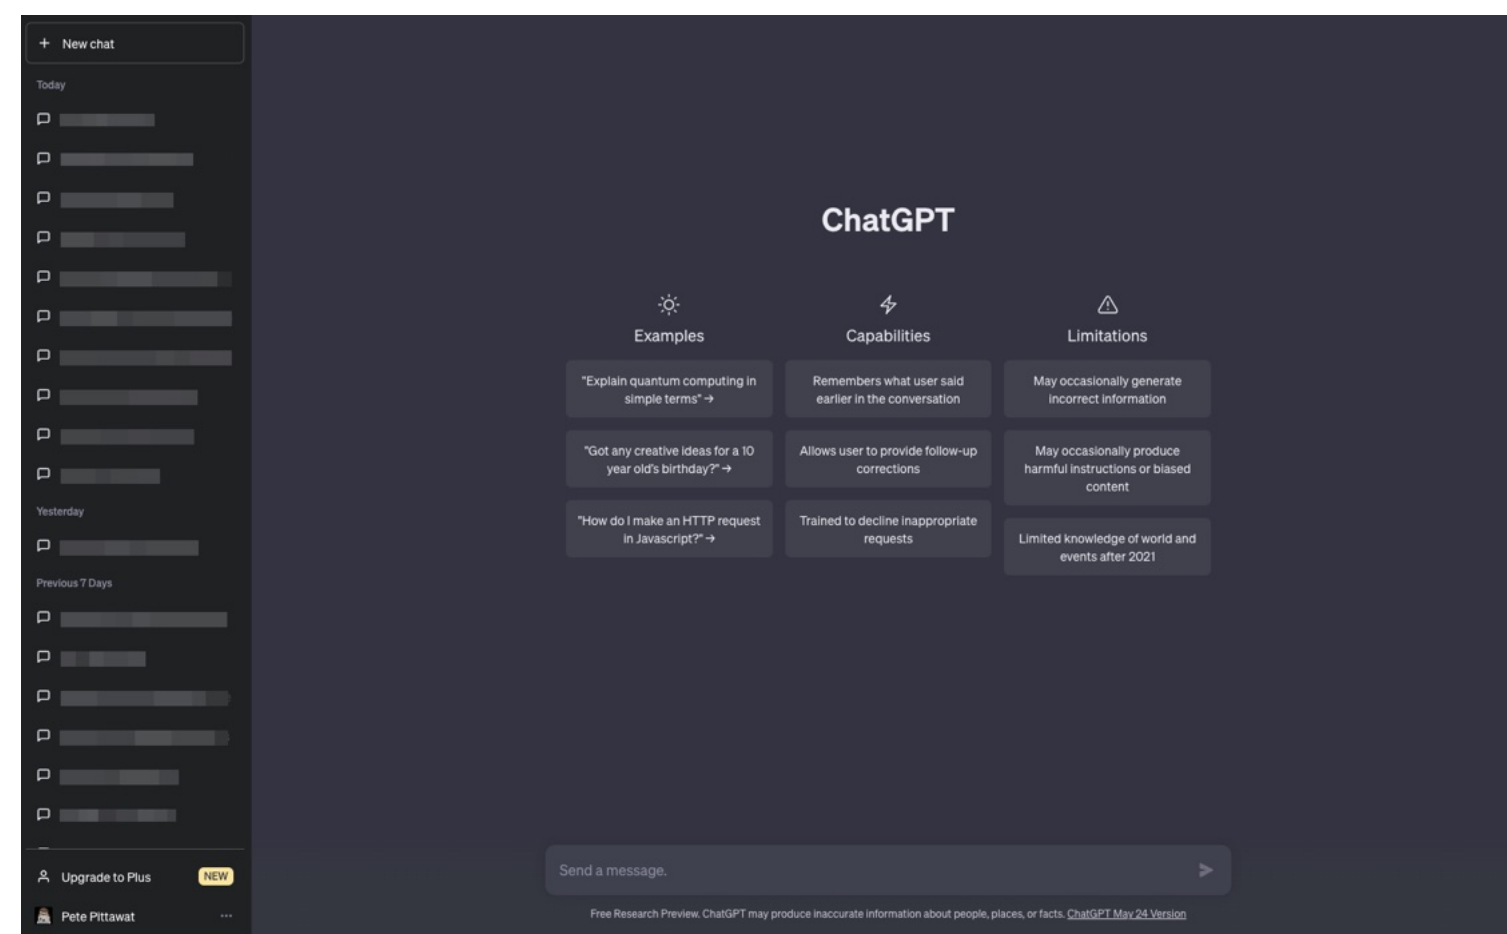 New chat
Today
Yesterday
Previous 7 Days
Upgrade to Plus
NEW
Pete Pittawat
ChatGPT
Examples
"Explain quantum computing in
simple terms" →
"Got any creative ideas for a 10
year old's birthday?" →
"How do I make an HTTP request
in Javascript?" →
Capabilities
Remembers what user said
earlier in the conversation
Allows user to provide follow-up
corrections
Trained to decline inappropriate
requests
Limitations
May occasionally generate
incorrect information
May occasionally produce
harmful instructions or biased
content
Limited knowledge of world and
events after 2021
Send a message.
Free Research Preview. ChatGPT may produce inaccurate information about people, places, or facts. ChatGPT May 24 Version